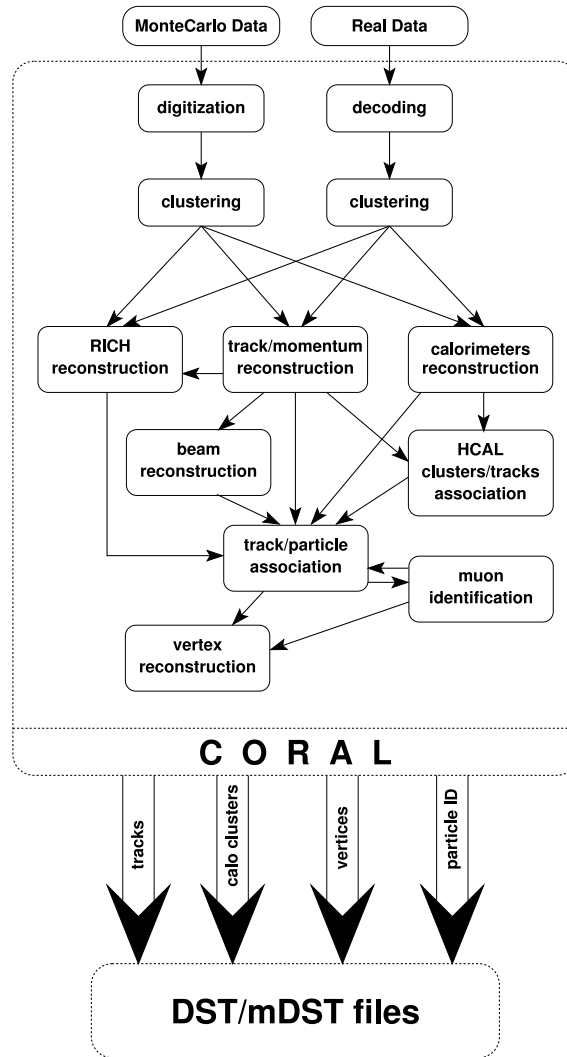 MonteCarlo Data
Real Data
digitization
decoding
clustering
clustering
RICH
reconstruction
track/momentum
reconstruction
calorimeters
reconstruction
beam
reconstruction
HCAL
clusters/tracks
association
track/particle
association
muon
identification
vertex
reconstruction
C O R A L
tracks
calo clusters
vertices
particle ID
DST/mDST files